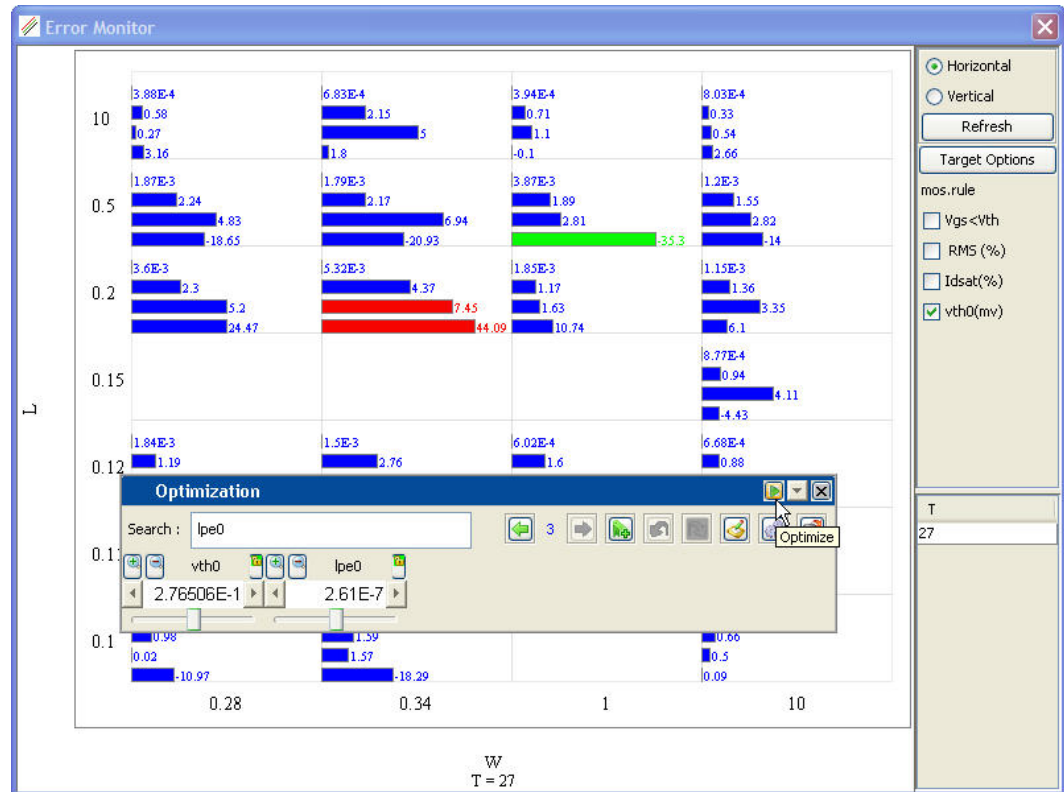 Error Monitor
Horizontal
Vertical
Refresh
Target Options
mos.rule
Vgs<Vth
RMS (%)
Idsat(%)
vth0(mv)
T
27
L
10
3.88E-4 6.83E-4 3.94E-4 8.03E-4
0.58 2.15 0.71 0.33
0.27 5 1.1 0.54
3.16 1.8 -0.1 2.66
0.5
1.87E-3 1.79E-3 3.87E-3 1.2E-3
2.24 2.17 1.89 1.55
4.83 6.94 2.81 2.82
-18.65 -20.93 -35.3 -14
0.2
3.6E-3 5.32E-3 1.85E-3 1.15E-3
2.3 4.37 1.17 1.36
5.2 7.45 1.63 3.35
24.47 44.09 10.74 6.1
0.15
8.77E-4
0.94
4.11
-4.43
0.12
1.84E-3 1.5E-3 6.02E-4 6.68E-4
1.19 2.76 1.6 0.88
Optimization
Search : lpe0 3
Optimize
vth0 lpe0
2.76506E-1 2.61E-7
0.1
0.98 1.59 0.66
0.02 1.57 0.5
-10.97 -18.29 0.09
0.28 0.34 1 10
W
T = 27